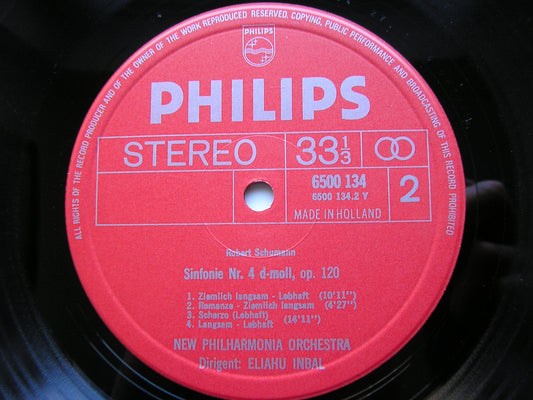 ALL RIGHTS OF THE RECORD PRODUCER AND OF THE OWNER OF THE WORK REPRODUCED RESERVED. COPYING, PUBLIC PERFORMANCE AND BROADCASTING OF THIS RECORD PROHIBITED
PHILIPS
PHILIPS
STEREO 33 1/3
6500 134
6500 134.2 Y
2
MADE IN HOLLAND
Robert Schumann
Sinfonie Nr. 4 d-moll, op. 120
1. Ziemlich langsam - Lebhaft (10'11")
2. Romanze - Ziemlich langsam (4'27")
3. Scherzo (Lebhaft)
4. Langsam - Lebhaft (14'11")
NEW PHILHARMONIA ORCHESTRA
Dirigent: ELIAHU INBAL